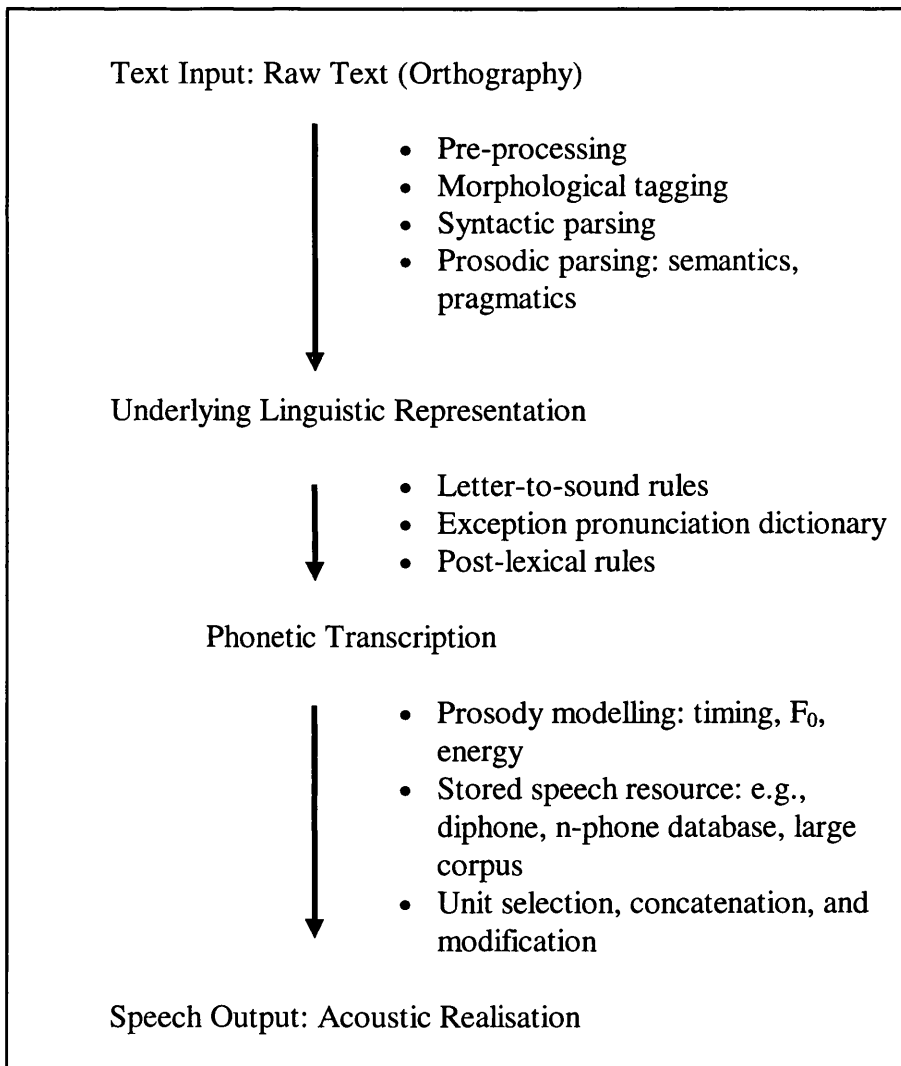 Text Input: Raw Text (Orthography)
• Pre-processing
• Morphological tagging
• Syntactic parsing
• Prosodic parsing: semantics,
pragmatics
Underlying Linguistic Representation
• Letter-to-sound rules
• Exception pronunciation dictionary
• Post-lexical rules
Phonetic Transcription
• Prosody modelling: timing, F₀,
energy
• Stored speech resource: e.g.,
diphone, n-phone database, large
corpus
• Unit selection, concatenation, and
modification
Speech Output: Acoustic Realisation